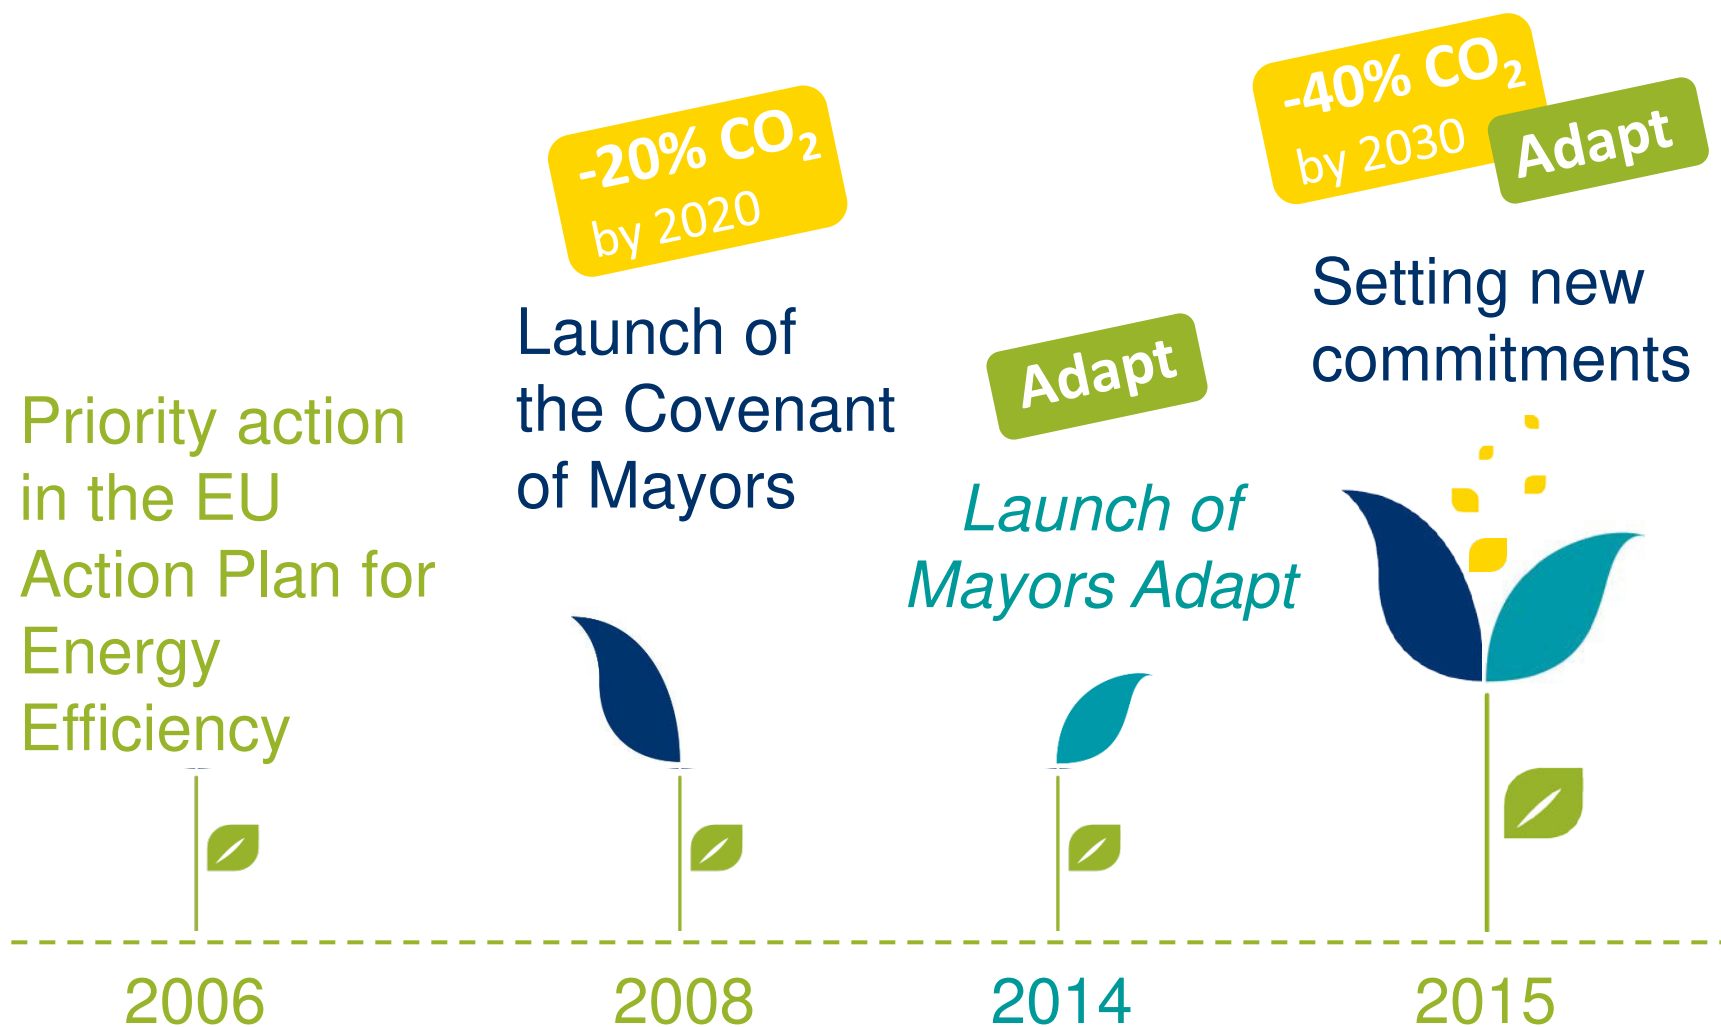 Priority action
in the EU
Action Plan for
Energy
Efficiency
2006
-20% CO₂
by 2020
Launch of
the Covenant
of Mayors
2008
Adapt
Launch of
Mayors Adapt
2014
-40% CO₂
by 2030
Adapt
Setting new
commitments
2015